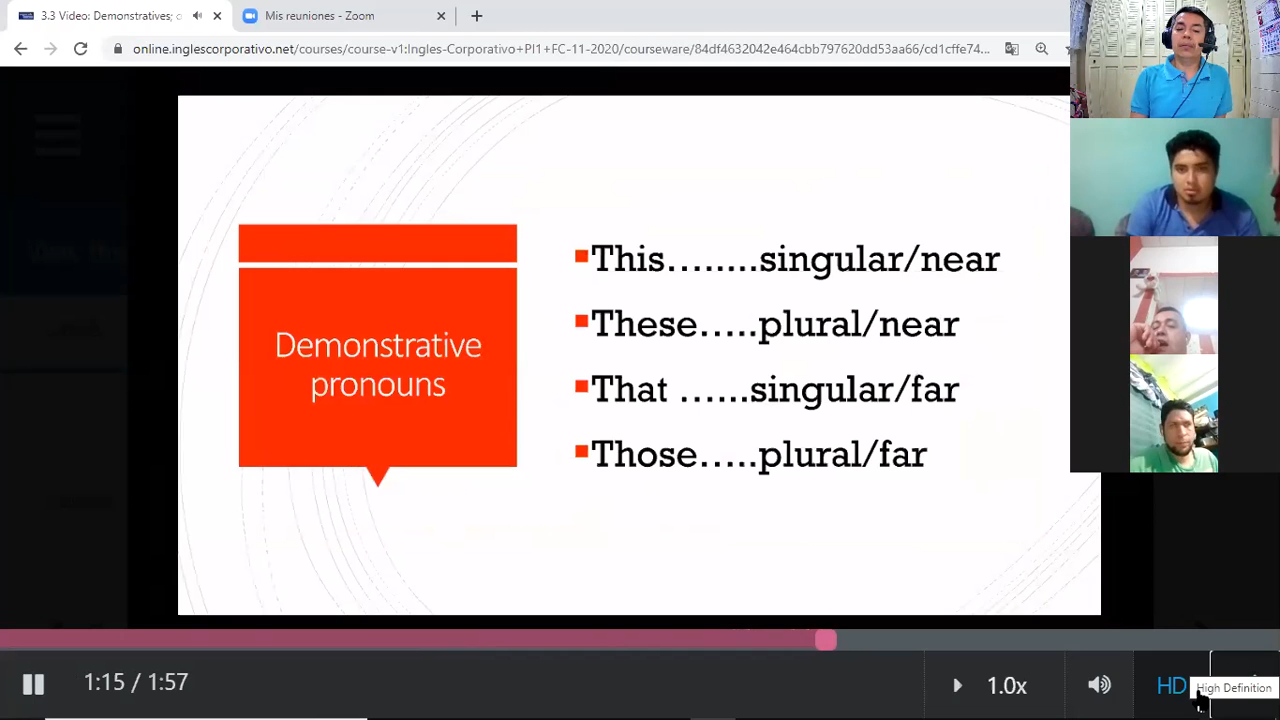 3.3 Video: Demonstratives; o
Mis reuniones - Zoom
online.inglescorporativo.net/courses/course-v1:Ingles-Corporativo+PI1+FC-11-2020/courseware/84df4632042e464cbb797620dd53aa6b/cd1cffe74...
Demonstrative
pronouns
This........singular/near
These.....plural/near
That ......singular/far
Those.....plural/far
1:15 / 1:57
1.0x
HD
High Definition